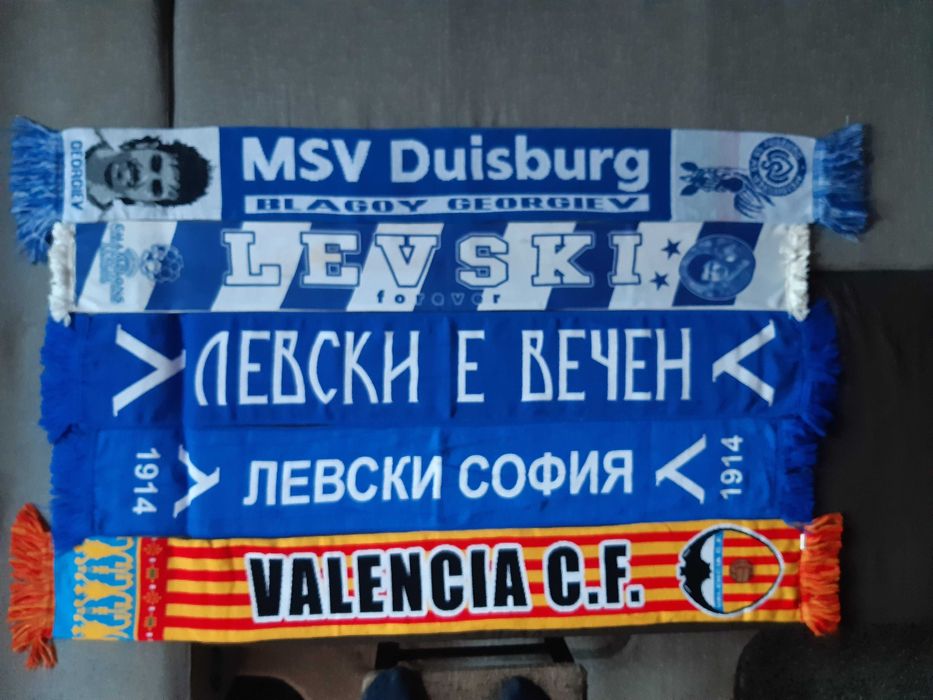 GEORGIEV
MSV Duisburg
BLAGOY GEORGIEV
LEVSKI
forever
ЛЕВСКИ Е ВЕЧЕН
1914
ЛЕВСКИ СОФИЯ
1914
VALENCIA C.F.